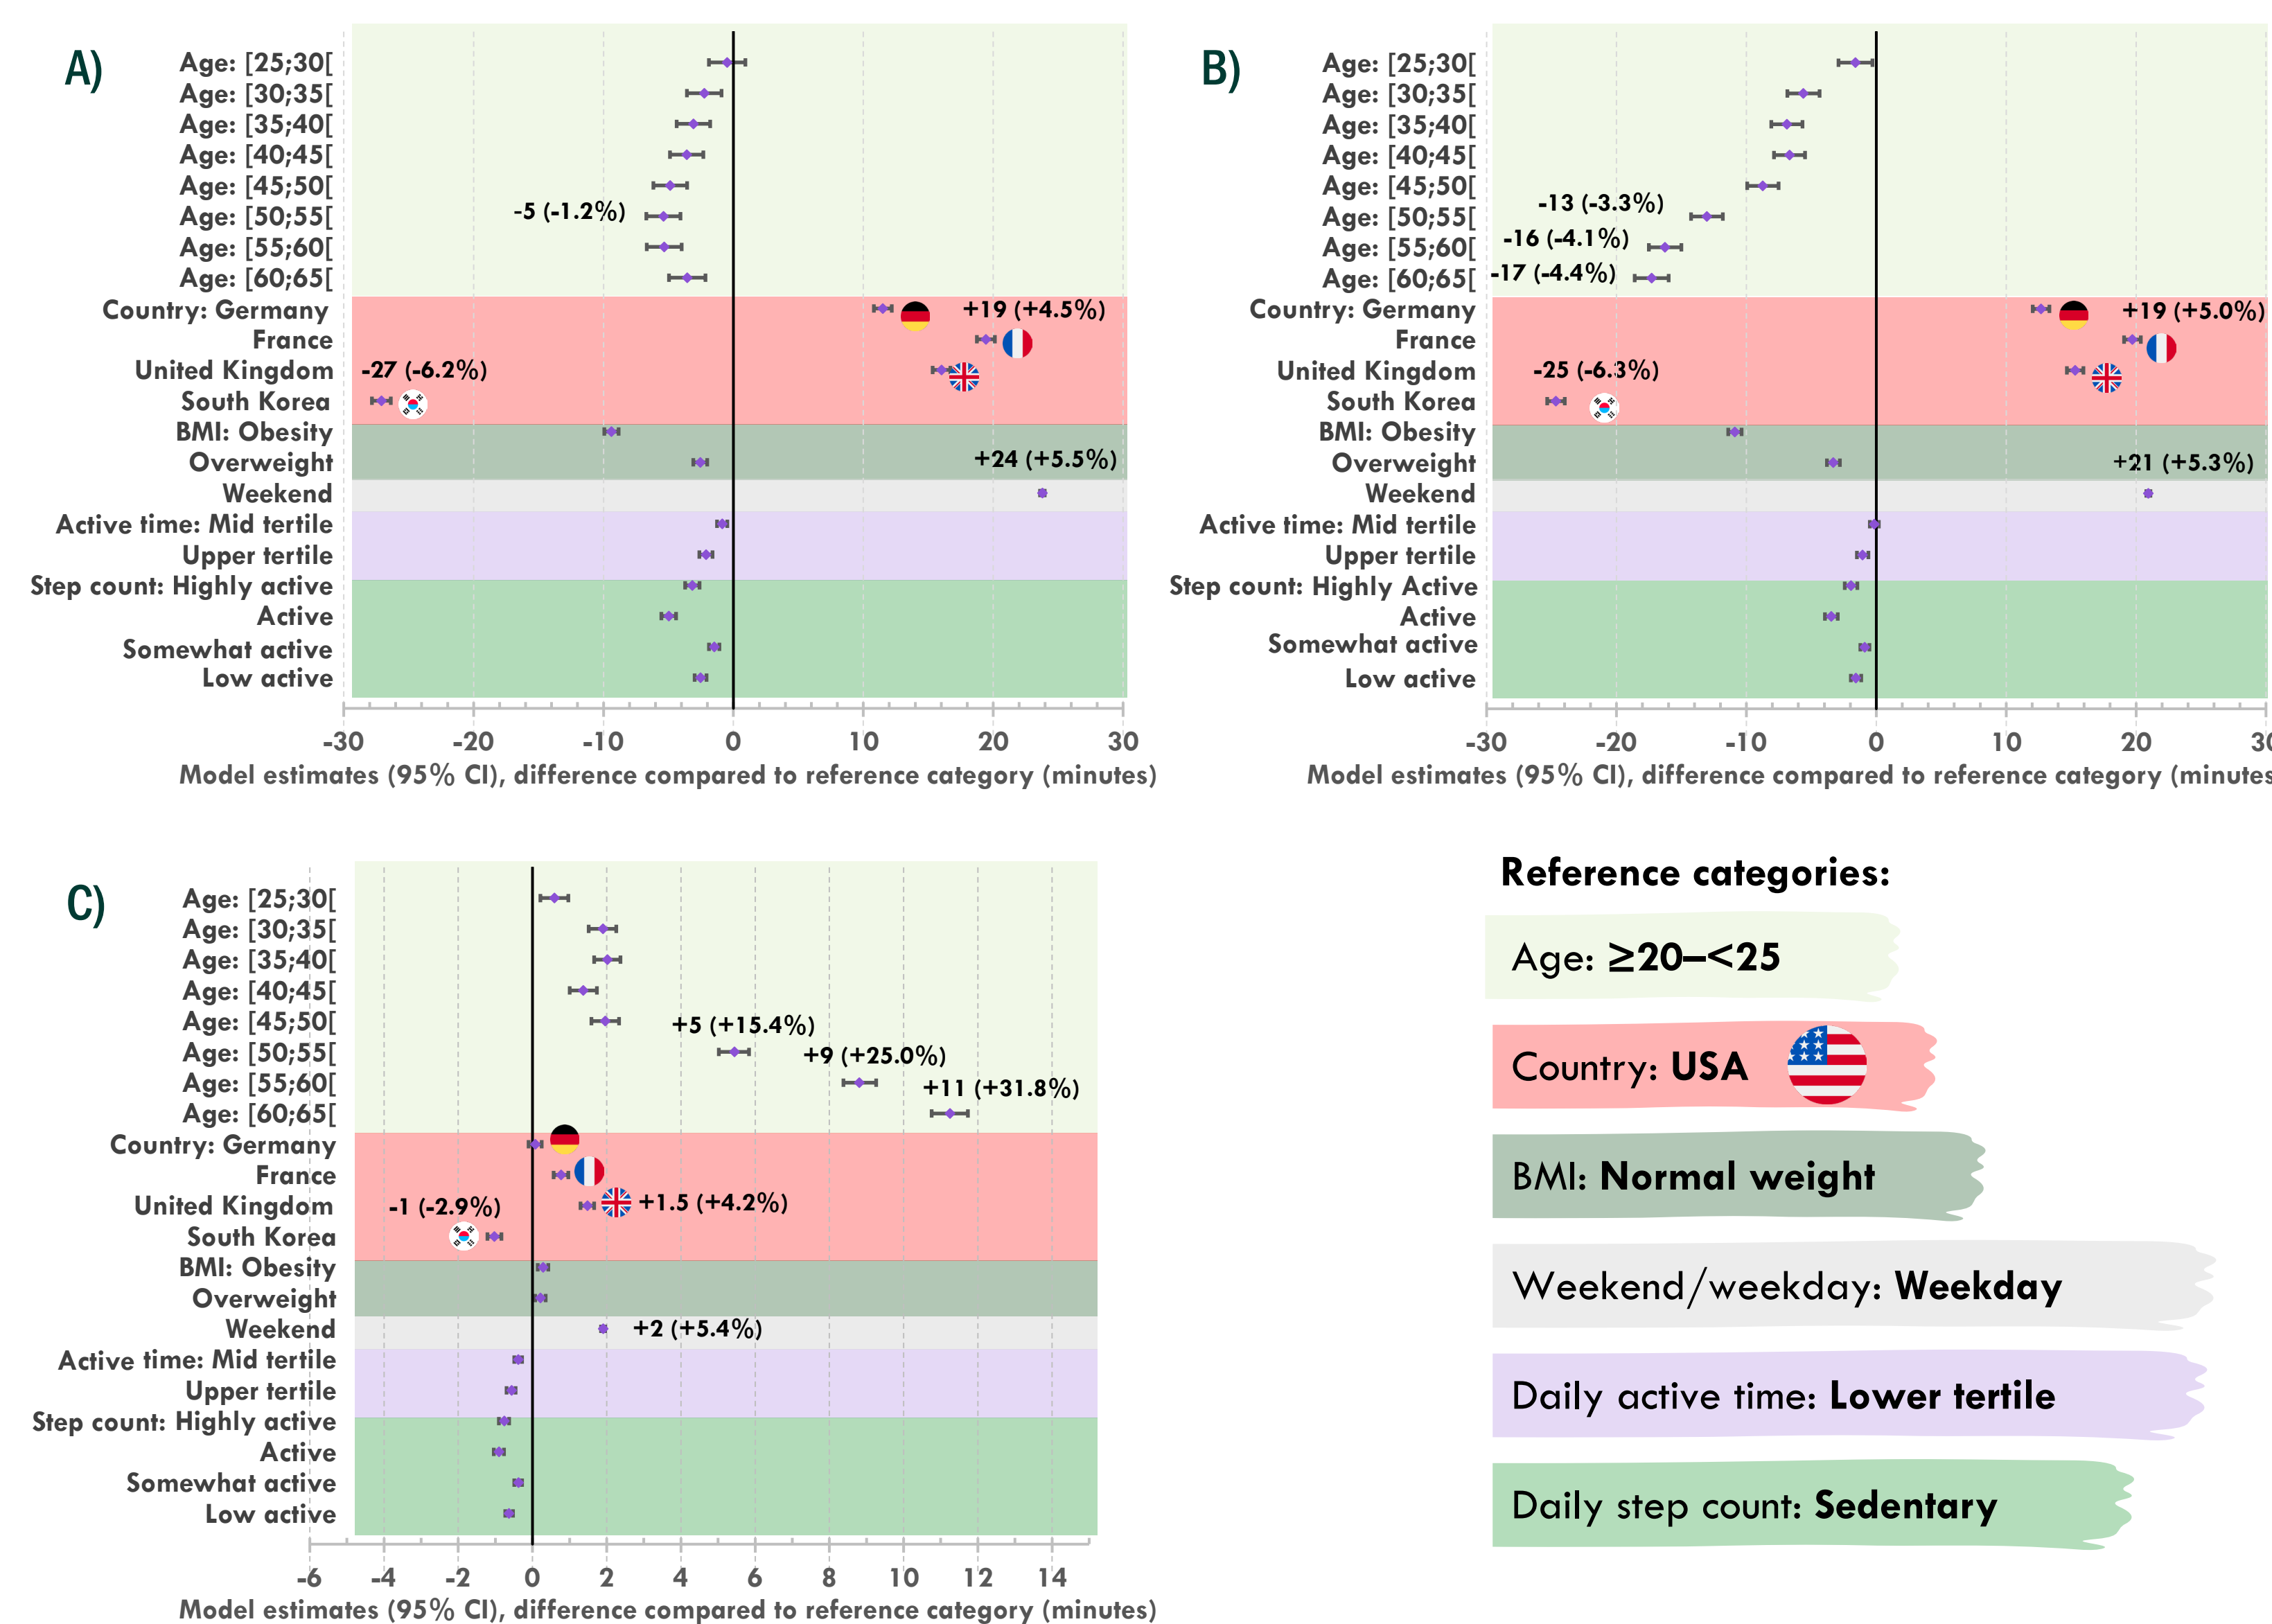 A)
Age: [25;30[
Age: [30;35[
Age: [35;40[
Age: [40;45[
Age: [45;50[
Age: [50;55[
-5 (-1.2%)
Age: [55;60[
Age: [60;65[
Country: Germany
+19 (+4.5%)
France
United Kingdom
-27 (-6.2%)
South Korea
BMI: Obesity
Overweight
+24 (+5.5%)
Weekend
Active time: Mid tertile
Upper tertile
Step count: Highly active
Active
Somewhat active
Low active
-30 -20 -10 0 10 20 30
Model estimates (95% CI), difference compared to reference category (minutes)
B)
Age: [25;30[
Age: [30;35[
Age: [35;40[
Age: [40;45[
Age: [45;50[
-13 (-3.3%)
Age: [50;55[
-16 (-4.1%)
Age: [55;60[
Age: [60;65[
-17 (-4.4%)
Country: Germany
+19 (+5.0%)
France
United Kingdom
-25 (-6.3%)
South Korea
BMI: Obesity
Overweight
+21 (+5.3%)
Weekend
Active time: Mid tertile
Upper tertile
Step count: Highly Active
Active
Somewhat active
Low active
-30 -20 -10 0 10 20 30
Model estimates (95% CI), difference compared to reference category (minutes
C)
Age: [25;30[
Age: [30;35[
Age: [35;40[
Age: [40;45[
Age: [45;50[
+5 (+15.4%)
Age: [50;55[
+9 (+25.0%)
Age: [55;60[
+11 (+31.8%)
Age: [60;65[
Country: Germany
France
United Kingdom
+1.5 (+4.2%)
-1 (-2.9%)
South Korea
BMI: Obesity
Overweight
Weekend
+2 (+5.4%)
Active time: Mid tertile
Upper tertile
Step count: Highly active
Active
Somewhat active
Low active
-6 -4 -2 0 2 4 6 8 10 12 14
Model estimates (95% CI), difference compared to reference category (minutes)
Reference categories:
Age: ≥20–<25
Country: USA
BMI: Normal weight
Weekend/weekday: Weekday
Daily active time: Lower tertile
Daily step count: Sedentary